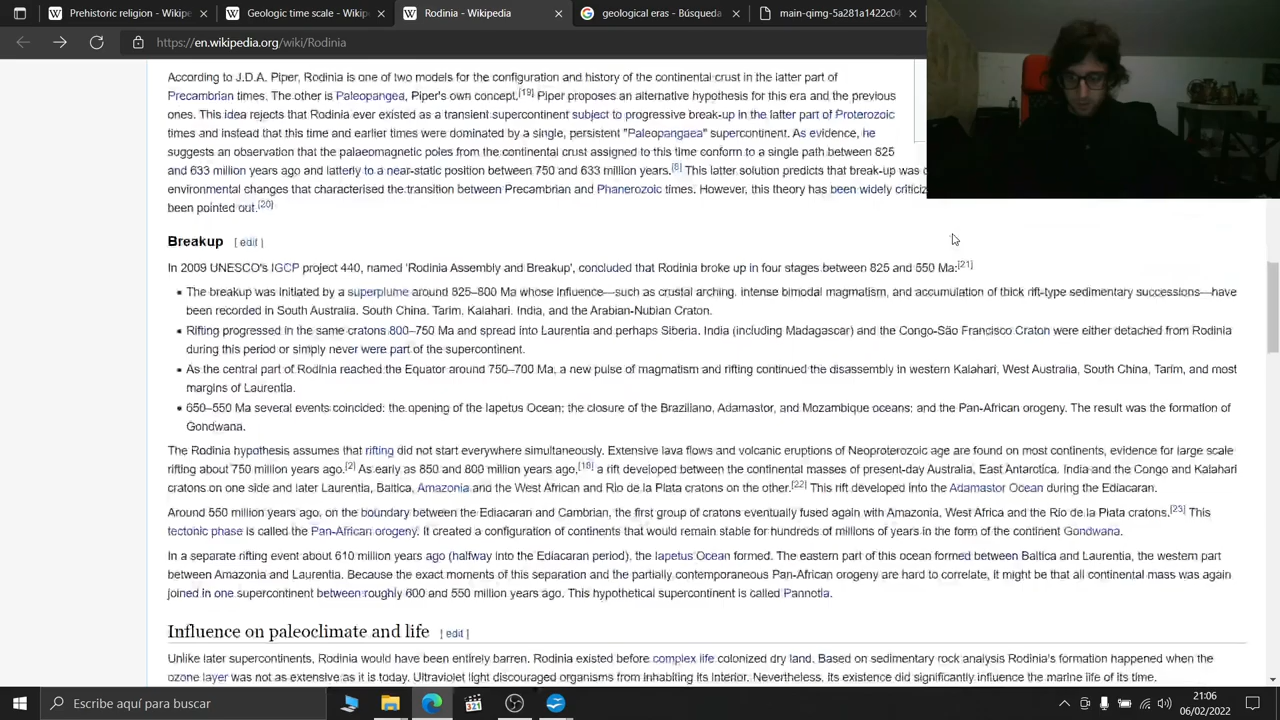 Prehistoric religion - Wikipe
Geologic time scale - Wikipedi
Rodinia - Wikipedia
geological eras - Búsqueda
main-qimg-5a281a1422c04
https://en.wikipedia.org/wiki/Rodinia
According to J.D.A. Piper, Rodinia is one of two models for the configuration and history of the continental crust in the latter part of
Precambrian times. The other is Paleopangea, Piper's own concept.[19] Piper proposes an alternative hypothesis for this era and the previous
ones. This idea rejects that Rodinia ever existed as a transient supercontinent subject to progressive break-up in the latter part of Proterozoic
times and instead that this time and earlier times were dominated by a single, persistent "Paleopangaea" supercontinent. As evidence, he
suggests an observation that the palaeomagnetic poles from the continental crust assigned to this time conform to a single path between 825
and 633 million years ago and latterly to a near-static position between 750 and 633 million years.[8] This latter solution predicts that break-up was
environmental changes that characterised the transition between Precambrian and Phanerozoic times. However, this theory has been widely
been pointed out.[20]
Breakup [ edit ]
In 2009 UNESCO's IGCP project 440, named 'Rodinia Assembly and Breakup', concluded that Rodinia broke up in four stages between 825 and 550 Ma:[21]
The breakup was initiated by a superplume around 825–800 Ma whose influence—such as crustal arching, intense bimodal magmatism, and accumulation of thick rift-type sedimentary successions—have
been recorded in South Australia, South China, Tarim, Kalahari, India, and the Arabian-Nubian Craton.
Rifting progressed in the same cratons 800–750 Ma and spread into Laurentia and perhaps Siberia. India (including Madagascar) and the Congo-São Francisco Craton were either detached from Rodinia
during this period or simply never were part of the supercontinent.
As the central part of Rodinia reached the Equator around 750–700 Ma, a new pulse of magmatism and rifting continued the disassembly in western Kalahari, West Australia, South China, Tarim, and most
margins of Laurentia.
650–550 Ma several events coincided: the opening of the Iapetus Ocean; the closure of the Braziliano, Adamastor, and Mozambique oceans; and the Pan-African orogeny. The result was the formation of
Gondwana.
The Rodinia hypothesis assumes that rifting did not start everywhere simultaneously. Extensive lava flows and volcanic eruptions of Neoproterozoic age are found on most continents, evidence for large scale
rifting about 750 million years ago.[2] As early as 850 and 800 million years ago,[18] a rift developed between the continental masses of present-day Australia, East Antarctica, India and the Congo and Kalahari
cratons on one side and later Laurentia, Baltica, Amazonia and the West African and Rio de la Plata cratons on the other.[22] This rift developed into the Adamastor Ocean during the Ediacaran.
Around 550 million years ago, on the boundary between the Ediacaran and Cambrian, the first group of cratons eventually fused again with Amazonia, West Africa and the Rio de la Plata cratons.[23] This
tectonic phase is called the Pan-African orogeny. It created a configuration of continents that would remain stable for hundreds of millions of years in the form of the continent Gondwana.
In a separate rifting event about 610 million years ago (halfway into the Ediacaran period), the Iapetus Ocean formed. The eastern part of this ocean formed between Baltica and Laurentia, the western part
between Amazonia and Laurentia. Because the exact moments of this separation and the partially contemporaneous Pan-African orogeny are hard to correlate, it might be that all continental mass was again
joined in one supercontinent between roughly 600 and 550 million years ago. This hypothetical supercontinent is called Pannotia.
Influence on paleoclimate and life [ edit ]
Unlike later supercontinents, Rodinia would have been entirely barren. Rodinia existed before complex life colonized dry land. Based on sedimentary rock analysis Rodinia's formation happened when the
ozone layer was not as extensive as it is today. Ultraviolet light discouraged organisms from inhabiting its interior. Nevertheless, its existence did significantly influence the marine life of its time.
Escribe aquí para buscar
321
21:06
06/02/2022